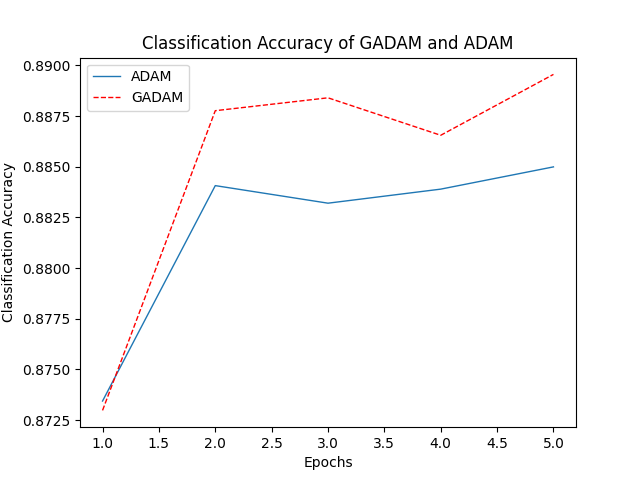 Classification Accuracy of GADAM and ADAM
ADAM
GADAM
0.8900
0.8875
0.8850
0.8825
0.8800
0.8775
0.8750
0.8725
Classification Accuracy
1.0 1.5 2.0 2.5 3.0 3.5 4.0 4.5 5.0
Epochs